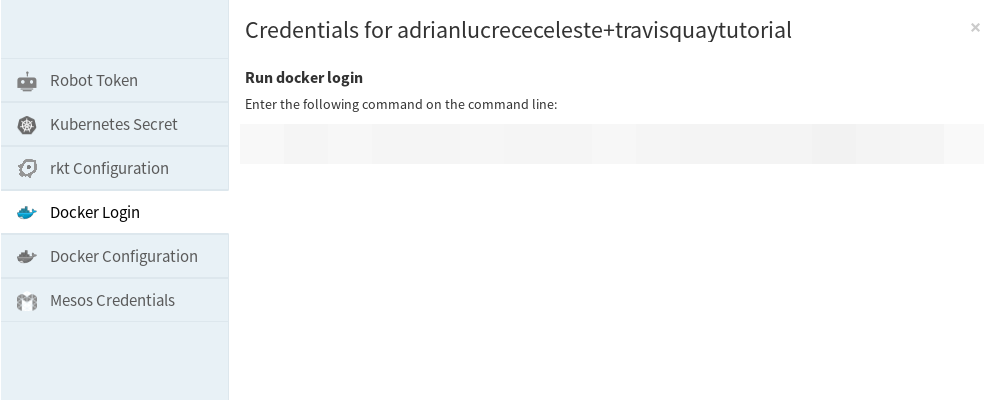 Credentials for adrianlucrececeleste+travisquaytutorial
×
Robot Token
Kubernetes Secret
rkt Configuration
Docker Login
Docker Configuration
Mesos Credentials
Run docker login
Enter the following command on the command line: